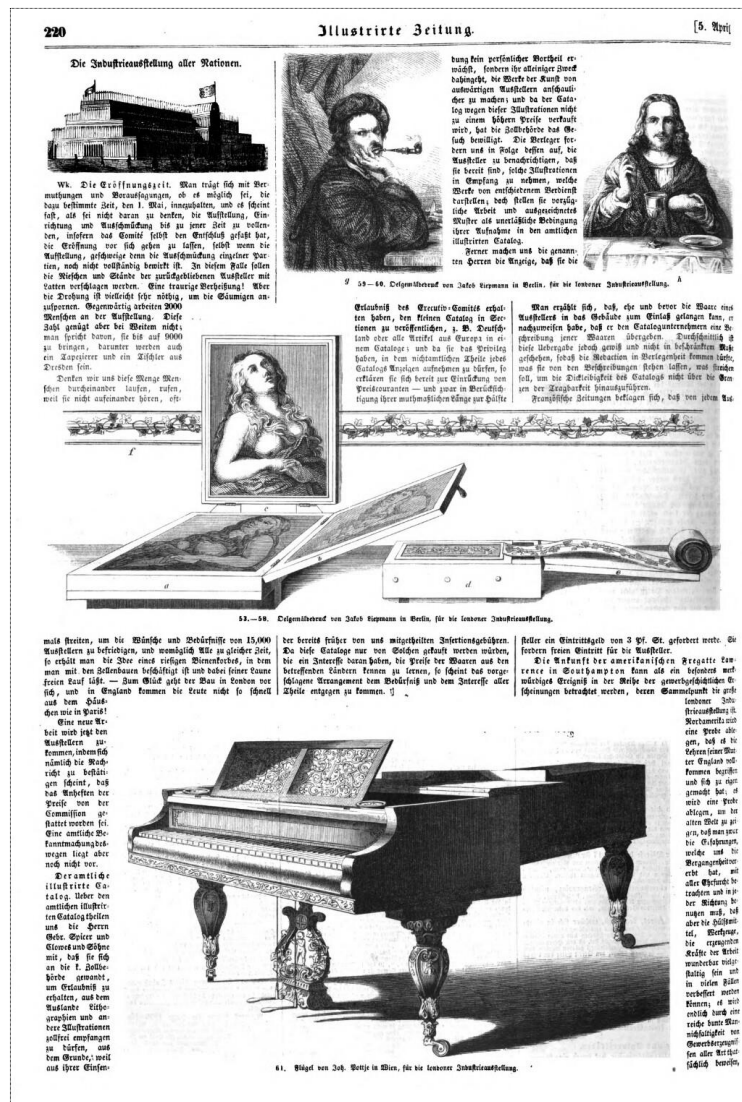 220
Illustrirte Zeitung.
[5. April
Die Industrieausstellung aller Nationen.
Wk. Die Eröffnungszeit. Man trägt sich mit Ver-
muthungen und Voraussagungen, ob es möglich sei, die
dazu bestimmte Zeit, den 1. Mai, innezuhalten, und es scheint
fast, als sei nicht daran zu denken, die Aufstellung, Ein-
richtung und Ausschmückung bis zu jener Zeit zu vollen-
den, insofern das Comité selbst den Entschluß gefaßt hat,
die Eröffnung vor sich gehen zu lassen, selbst wenn die
Aufstellung, geschweige denn die Ausschmückung einzelner Par-
tien, noch nicht vollständig bewirkt ist. In diesem Falle sollen
die Nischen und Stände der zurückgebliebenen Aussteller mit
Latten verschlagen werden. Eine traurige Verheißung! Aber
die Drohung ist vielleicht sehr nöthig, um die Säumigen an-
zuspornen. Gegenwärtig arbeiten 2000
Menschen an der Aufstellung. Diese
Zahl genügt aber bei Weitem nicht;
man spricht davon, sie bis auf 9000
zu bringen, darunter werden auch
ein Tapezierer und ein Tischler aus
Dresden sein.
Denken wir uns diese Menge Men-
schen durcheinander laufen, rufen,
weil sie nicht aufeinander hören, oft-
bung kein persönlicher Vortheil er-
wächst, sondern ihr alleiniger Zweck
dahingeht, die Werke der Kunst von
auswärtigen Ausstellern anschauli-
cher zu machen; und da der Cata-
log wegen dieser Illustrationen nicht
zu einem höhern Preise verkauft
wird, hat die Zollbehörde das Ge-
such bewilligt. Die Verleger for-
dern uns in Folge dessen auf, die
Aussteller zu benachrichtigen, daß
sie bereit sind, solche Illustrationen
in Empfang zu nehmen, welche
Werke von entschiedenem Verdienst
darstellen; doch stellen sie vorzüg-
liche Arbeit und ausgezeichnetes
Muster als unerläßliche Bedingung
ihrer Aufnahme in den amtlichen
illustrirten Catalog.
Ferner machen uns die genann-
ten Herren die Anzeige, daß sie die
g
59—60. Oelgemäldedruck von Jakob Liepmann in Berlin, für die londoner Industrieausstellung.
h
Erlaubniß des Executiv-Comités erhal-
ten haben, den kleinen Catalog in Sec-
tionen zu veröffentlichen, z. B. Deutsch-
land oder alle Artikel aus Europa in ei-
nem Cataloge; und da sie das Privileg
haben, in dem nichtamtlichen Theile jedes
Catalogs Anzeigen aufnehmen zu dürfen, so
erklären sie sich bereit zur Einrückung von
Preiscouranten — und zwar in Berücksich-
tigung ihrer muthmaßlichen Länge zur Hälfte
Man erzählt sich, daß, ehe und bevor die Waare eines
Ausstellers in das Gebäude zum Einlaß gelangen kann, er
nachzuweisen habe, daß er den Catalogunternehmern eine Be-
schreibung jener Waaren übergeben. Durchschnittlich ist
diese Uebergabe jedoch gewiß und nicht in beschränktem Maße
geschehen, sodaß die Redaction in Verlegenheit kommen dürfte,
was sie von den Beschreibungen stehen lassen, was streichen
soll, um die Dickleibigkeit des Catalogs nicht über die Gren-
zen der Tragbarkeit hinauszuführen.
Französische Zeitungen beklagen sich, daß von jedem Aus-
f
c
a
b
d
e
53.—58. Oelgemäldedruck von Jakob Liepmann in Berlin, für die londoner Industrieausstellung.
mals streiten, um die Wünsche und Bedürfnisse von 15,000
Ausstellern zu befriedigen, und womöglich Alle zu gleicher Zeit,
so erhält man die Idee eines riesigen Bienenkorbes, in dem
man mit den Zellenbauen beschäftigt ist und dabei seiner Laune
freien Lauf läßt. — Zum Glück geht der Bau in London vor
sich, und in England kommen die Leute nicht so schnell
aus dem Häus-
chen wie in Paris!
Eine neue Ar-
beit wird jetzt den
Ausstellern zu-
kommen, indem sich
nämlich die Nach-
richt zu bestäti-
gen scheint, daß
das Anheften der
Preise von der
Commission ge-
stattet worden sei.
Eine amtliche Be-
kanntmachung des-
wegen liegt aber
noch nicht vor.
Der amtliche
illustrirte Ca-
talog. Ueber den
amtlichen illustrir-
ten Catalog theilen
uns die Herrn
Gebr. Spicer und
Clowes und Söhne
mit, daß sie sich
an die k. Zollbe-
hörde gewandt,
um Erlaubniß zu
erhalten, aus dem
Auslande Litho-
graphien und an-
dere Illustrationen
zollfrei empfangen
zu dürfen, aus
dem Grunde, weil
aus ihrer Einsen-
der bereits früher von uns mitgetheilten Insertionsgebühren.
Da diese Cataloge nur von Solchen gekauft werden würden,
die ein Interesse daran haben, die Preise der Waaren aus den
betreffenden Ländern kennen zu lernen, so scheint das vorge-
schlagene Arrangement dem Bedürfniß und dem Interesse aller
Theile entgegen zu kommen.
steller ein Eintrittsgeld von 3 Pf. St. gefordert werde. Sie
fordern freien Eintritt für die Aussteller.
Die Ankunft der amerikanischen Fregatte Law-
rence in Southampton kann als ein besonders merk-
würdiges Ereigniß in der Reihe der gewerbgeschichtlichen Er-
scheinungen betrachtet werden, deren Sammelpunkt die große
londoner Indu-
strieausstellung ist.
Nordamerika wird
eine Probe able-
gen, daß es die
Lehren seiner Mut-
ter England voll-
kommen begriffen
und sich zu eigen
gemacht hat; es
wird eine Probe
ablegen, um der
alten Welt zu zei-
gen, daß man zwar
die Erfahrungen,
welche uns die
Vergangenheit ver-
erbt hat, mit
aller Ehrfurcht be-
trachten und in je-
der Richtung be-
nutzen muß, daß
aber die Hülfsmit-
tel, Werkzeuge,
die erzeugenden
Kräfte der Arbeit
wunderbar vielge-
staltig sein und
in vielen Fällen
verbessert werden
können; es wird
endlich durch eine
reiche bunte Man-
nichfaltigkeit von
Gewerbserzeugnis-
sen aller Art that-
sächlich beweisen,
61. Flügel von Joh. Pottje in Wien, für die londoner Industrieausstellung.